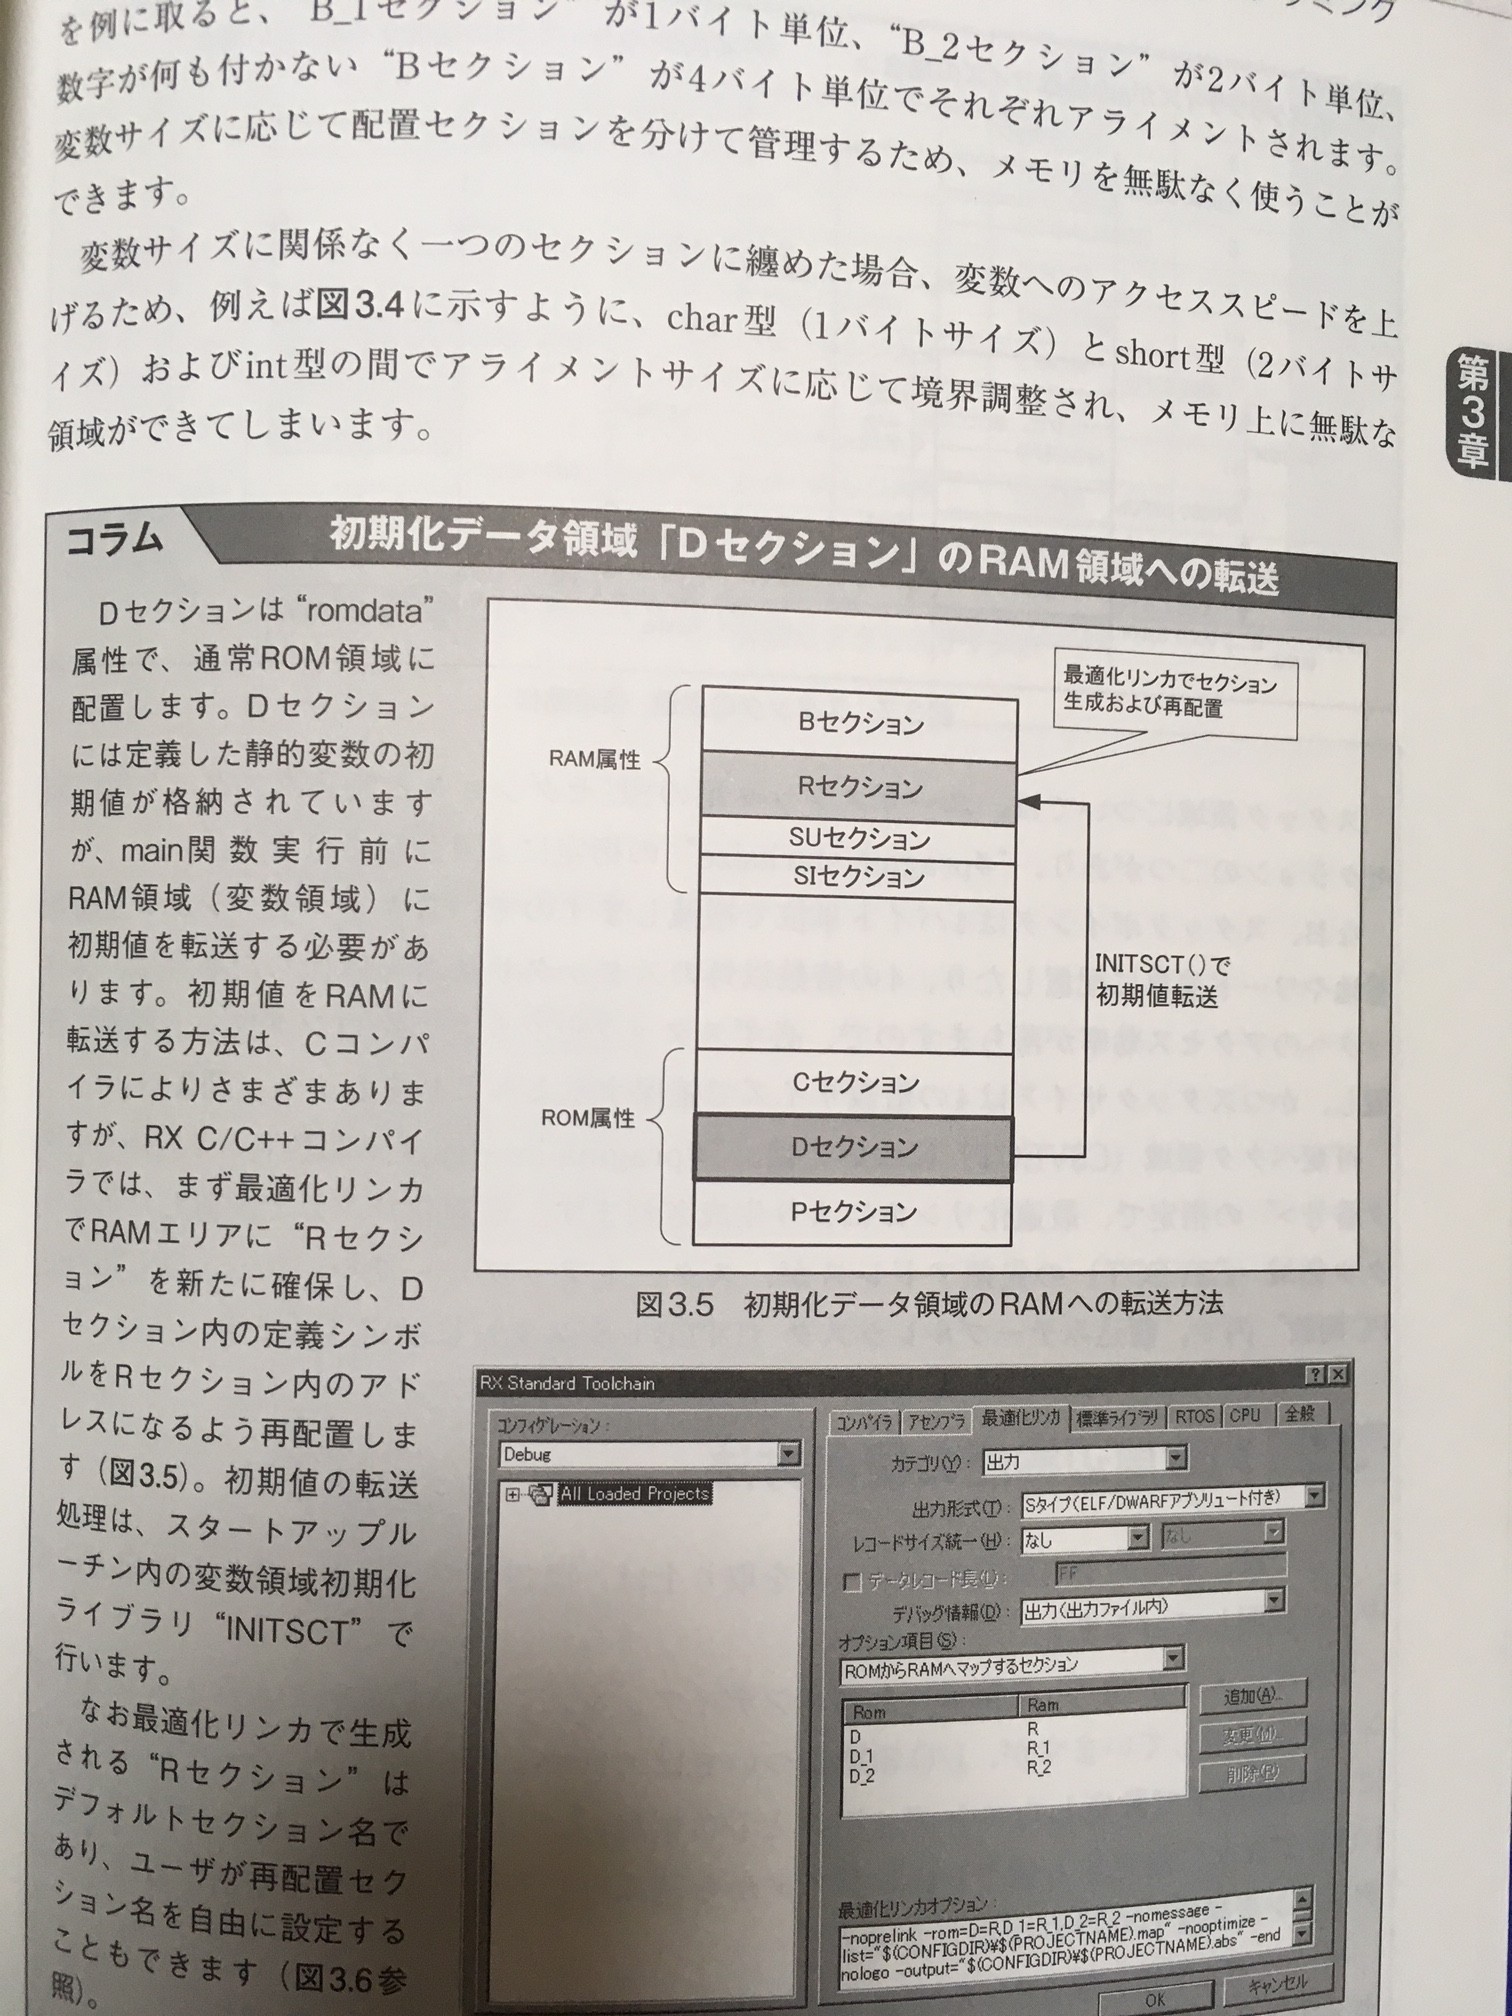 ミング
を例に取ると、“B_1セクション”が1バイト単位、“B_2セクション”が2バイト単位、
数字が何も付かない“Bセクション”が4バイト単位でそれぞれアライメントされます。
変数サイズに応じて配置セクションを分けて管理するため、メモリを無駄なく使うことが
できます。
変数サイズに関係なく一つのセクションに纏めた場合、変数へのアクセススピードを上
げるため、例えば図3.4に示すように、char型（1バイトサイズ）とshort型（2バイトサ
イズ）およびint型の間でアライメントサイズに応じて境界調整され、メモリ上に無駄な
領域ができてしまいます。
第3章
コラム
初期化データ領域「Dセクション」のRAM領域への転送
Dセクションは“romdata”
属性で、通常ROM領域に
配置します。Dセクション
には定義した静的変数の初
期値が格納されています
が、main関数実行前に
RAM領域（変数領域）に
初期値を転送する必要があ
ります。初期値をRAMに
転送する方法は、Cコンパ
イラによりさまざまありま
すが、RX C/C++コンパイ
ラでは、まず最適化リンカ
でRAMエリアに“Rセクシ
ョン”を新たに確保し、D
セクション内の定義シンボ
ルをRセクション内のアド
レスになるよう再配置しま
す（図3.5）。初期値の転送
処理は、スタートアップル
ーチン内の変数領域初期化
ライブラリ“INITSCT”で
行います。
なお最適化リンカで生成
される“Rセクション”は
デフォルトセクション名で
あり、ユーザが再配置セク
ション名を自由に設定する
こともできます（図3.6参
照）。
最適化リンカでセクション
生成および再配置
RAM属性
Bセクション
Rセクション
SUセクション
SIセクション
INITSCT()で
初期値転送
ROM属性
Cセクション
Dセクション
Pセクション
図3.5 初期化データ領域のRAMへの転送方法
RX Standard Toolchain
コンフィグレーション:
Debug
All Loaded Projects
コンパイラ アセンブラ 最適化リンカ 標準ライブラリ RTOS CPU 全般
カテゴリ(Y): 出力
出力形式(T): Sタイプ(ELF/DWARFアブソリュート付き)
レコードサイズ統一(H): なし なし
データレコード長(L): FF
デバッグ情報(D): 出力(出力ファイル内)
オプション項目(S):
ROMからRAMへマップするセクション
Rom Ram
D R
D_1 R_1
D_2 R_2
追加(A)...
変更(M)...
削除(R)
最適化リンカオプション:
-noprelink -rom=D=R,D_1=R_1,D_2=R_2 -nomessage -
list="$(CONFIGDIR)¥$(PROJECTNAME).map" -nooptimize -
nologo -output="$(CONFIGDIR)¥$(PROJECTNAME).abs" -end
OK キャンセル